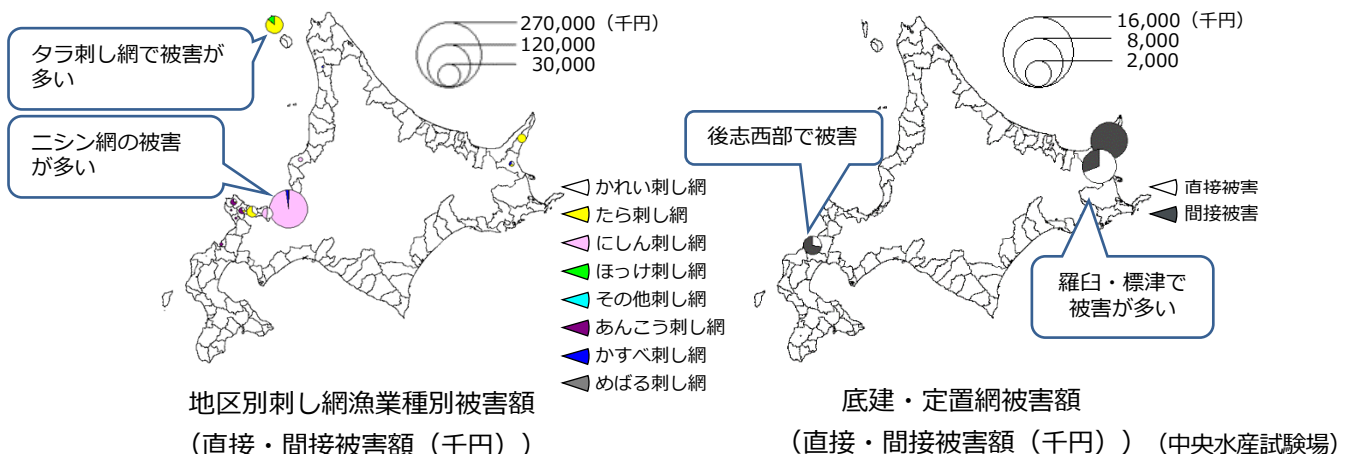 270,000（千円）
120,000
30,000
タラ刺し網で被害が
多い
ニシン網の被害
が多い
かれい刺し網
たら刺し網
にしん刺し網
ほっけ刺し網
その他刺し網
あんこう刺し網
かすべ刺し網
めばる刺し網
地区別刺し網漁業種別被害額
（直接・間接被害額（千円））
16,000（千円）
8,000
2,000
後志西部で被害
直接被害
間接被害
羅臼・標津で
被害が多い
底建・定置網被害額
（直接・間接被害額（千円））（中央水産試験場）